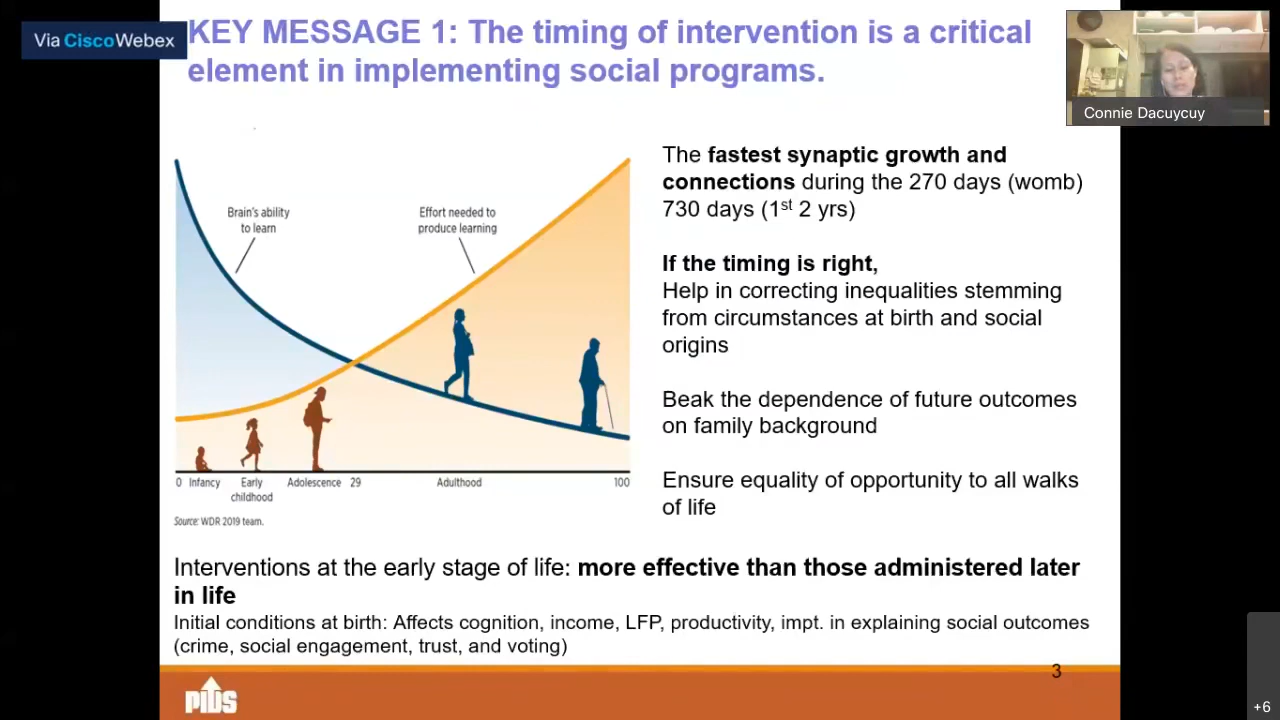 Via CiscoWebex
KEY MESSAGE 1: The timing of intervention is a critical
element in implementing social programs.
Connie Dacuycuy
Brain's ability
to learn
Effort needed to
produce learning
0 Infancy Early Adolescence 29 Adulthood 100
childhood
Source: WDR 2019 team.
The fastest synaptic growth and
connections during the 270 days (womb)
730 days (1st 2 yrs)
If the timing is right,
Help in correcting inequalities stemming
from circumstances at birth and social
origins
Beak the dependence of future outcomes
on family background
Ensure equality of opportunity to all walks
of life
Interventions at the early stage of life: more effective than those administered later
in life
Initial conditions at birth: Affects cognition, income, LFP, productivity, impt. in explaining social outcomes
(crime, social engagement, trust, and voting)
3
PIDS
+6